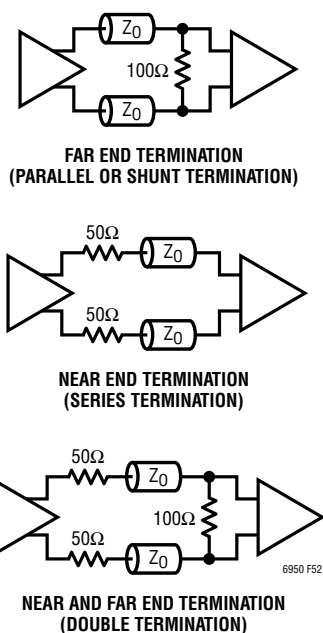 Z0
100Ω
Z0
FAR END TERMINATION
(PARALLEL OR SHUNT TERMINATION)
50Ω
Z0
50Ω
Z0
NEAR END TERMINATION
(SERIES TERMINATION)
50Ω
Z0
100Ω
50Ω
Z0
6950 F52
NEAR AND FAR END TERMINATION
(DOUBLE TERMINATION)